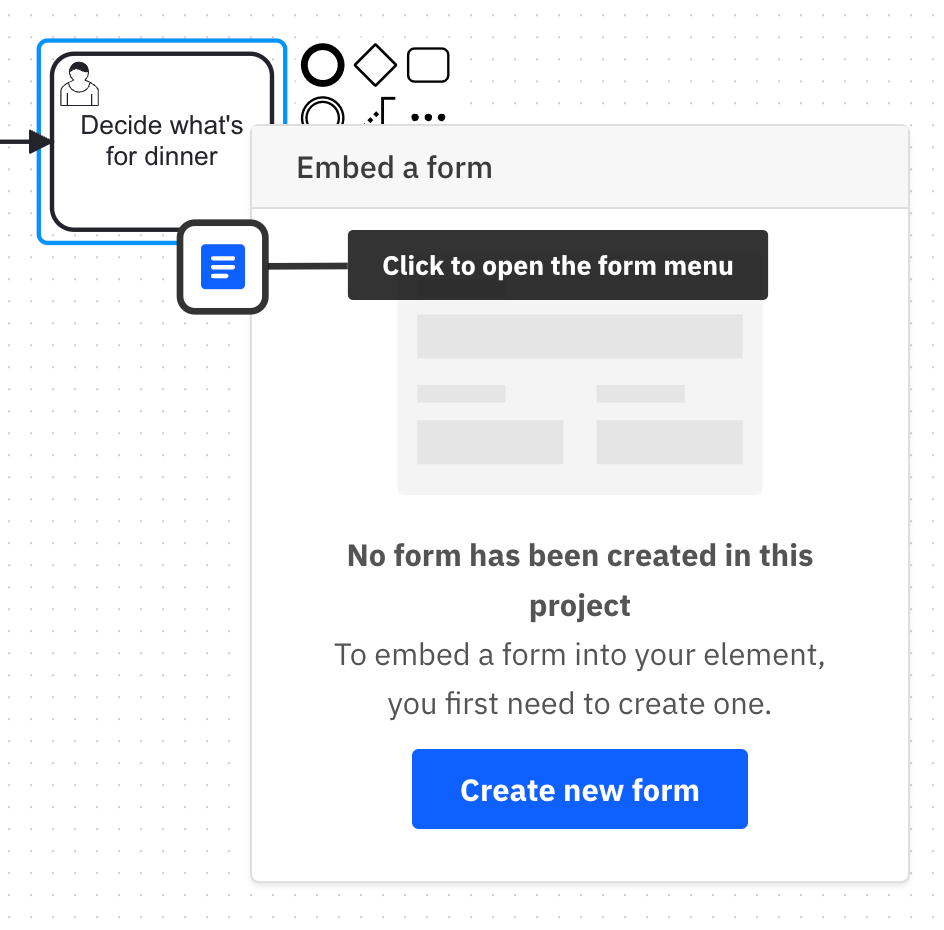 Decide what's
for dinner
Embed a form
Click to open the form menu
No form has been created in this
project
To embed a form into your element,
you first need to create one.
Create new form